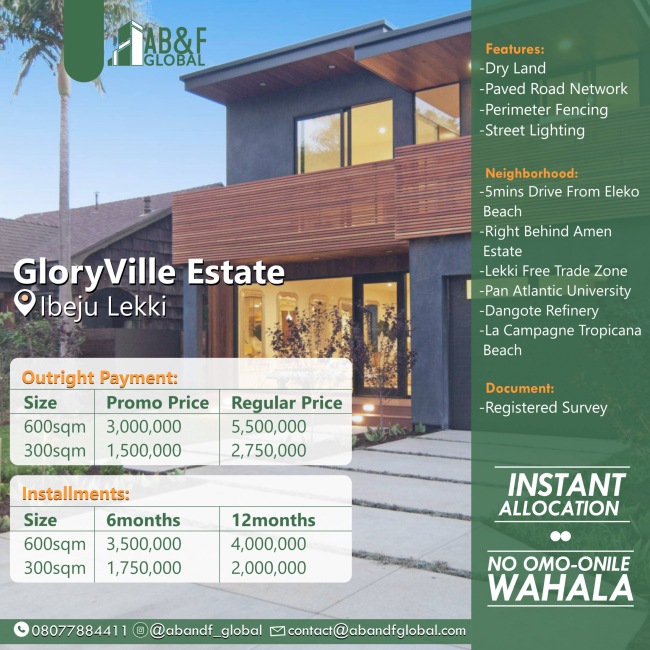 AB&F
GLOBAL
GloryVille Estate
Ibeju Lekki
Outright Payment:
Size Promo Price Regular Price
600sqm 3,000,000 5,500,000
300sqm 1,500,000 2,750,000
Installments:
Size 6months 12months
600sqm 3,500,000 4,000,000
300sqm 1,750,000 2,000,000
Features:
-Dry Land
-Paved Road Network
-Perimeter Fencing
-Street Lighting
Neighborhood:
-5mins Drive From Eleko
Beach
-Right Behind Amen
Estate
-Lekki Free Trade Zone
-Pan Atlantic University
-Dangote Refinery
-La Campagne Tropicana
Beach
Document:
-Registered Survey
INSTANT
ALLOCATION
NO OMO-ONILE
WAHALA
08077884411 @abandf_global contact@abandfglobal.com